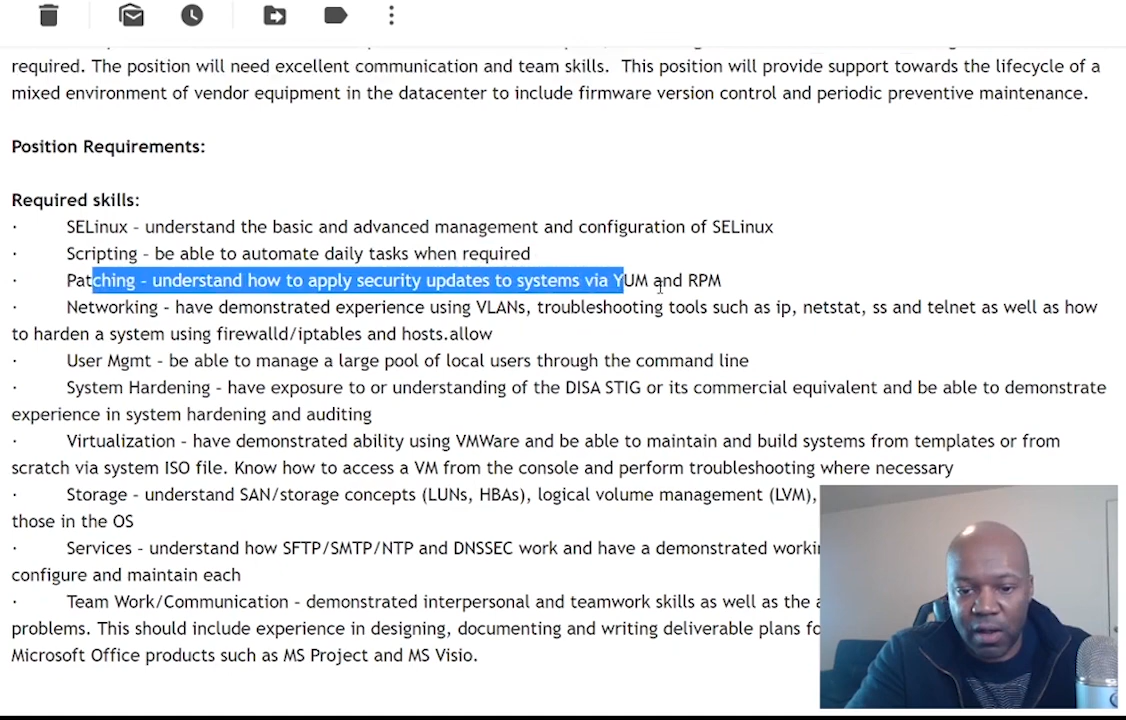 required. The position will need excellent communication and team skills.  This position will provide support towards the lifecycle of a
mixed environment of vendor equipment in the datacenter to include firmware version control and periodic preventive maintenance.
Position Requirements:
Required skills:
· SELinux - understand the basic and advanced management and configuration of SELinux
· Scripting - be able to automate daily tasks when required
· Patching - understand how to apply security updates to systems via YUM and RPM
· Networking - have demonstrated experience using VLANs, troubleshooting tools such as ip, netstat, ss and telnet as well as how
to harden a system using firewalld/iptables and hosts.allow
· User Mgmt - be able to manage a large pool of local users through the command line
· System Hardening - have exposure to or understanding of the DISA STIG or its commercial equivalent and be able to demonstrate
experience in system hardening and auditing
· Virtualization - have demonstrated ability using VMWare and be able to maintain and build systems from templates or from
scratch via system ISO file. Know how to access a VM from the console and perform troubleshooting where necessary
· Storage - understand SAN/storage concepts (LUNs, HBAs), logical volume management (LVM),
those in the OS
· Services - understand how SFTP/SMTP/NTP and DNSSEC work and have a demonstrated
configure and maintain each
· Team Work/Communication - demonstrated interpersonal and teamwork skills as well as the
problems. This should include experience in designing, documenting and writing deliverable plans
Microsoft Office products such as MS Project and MS Visio.